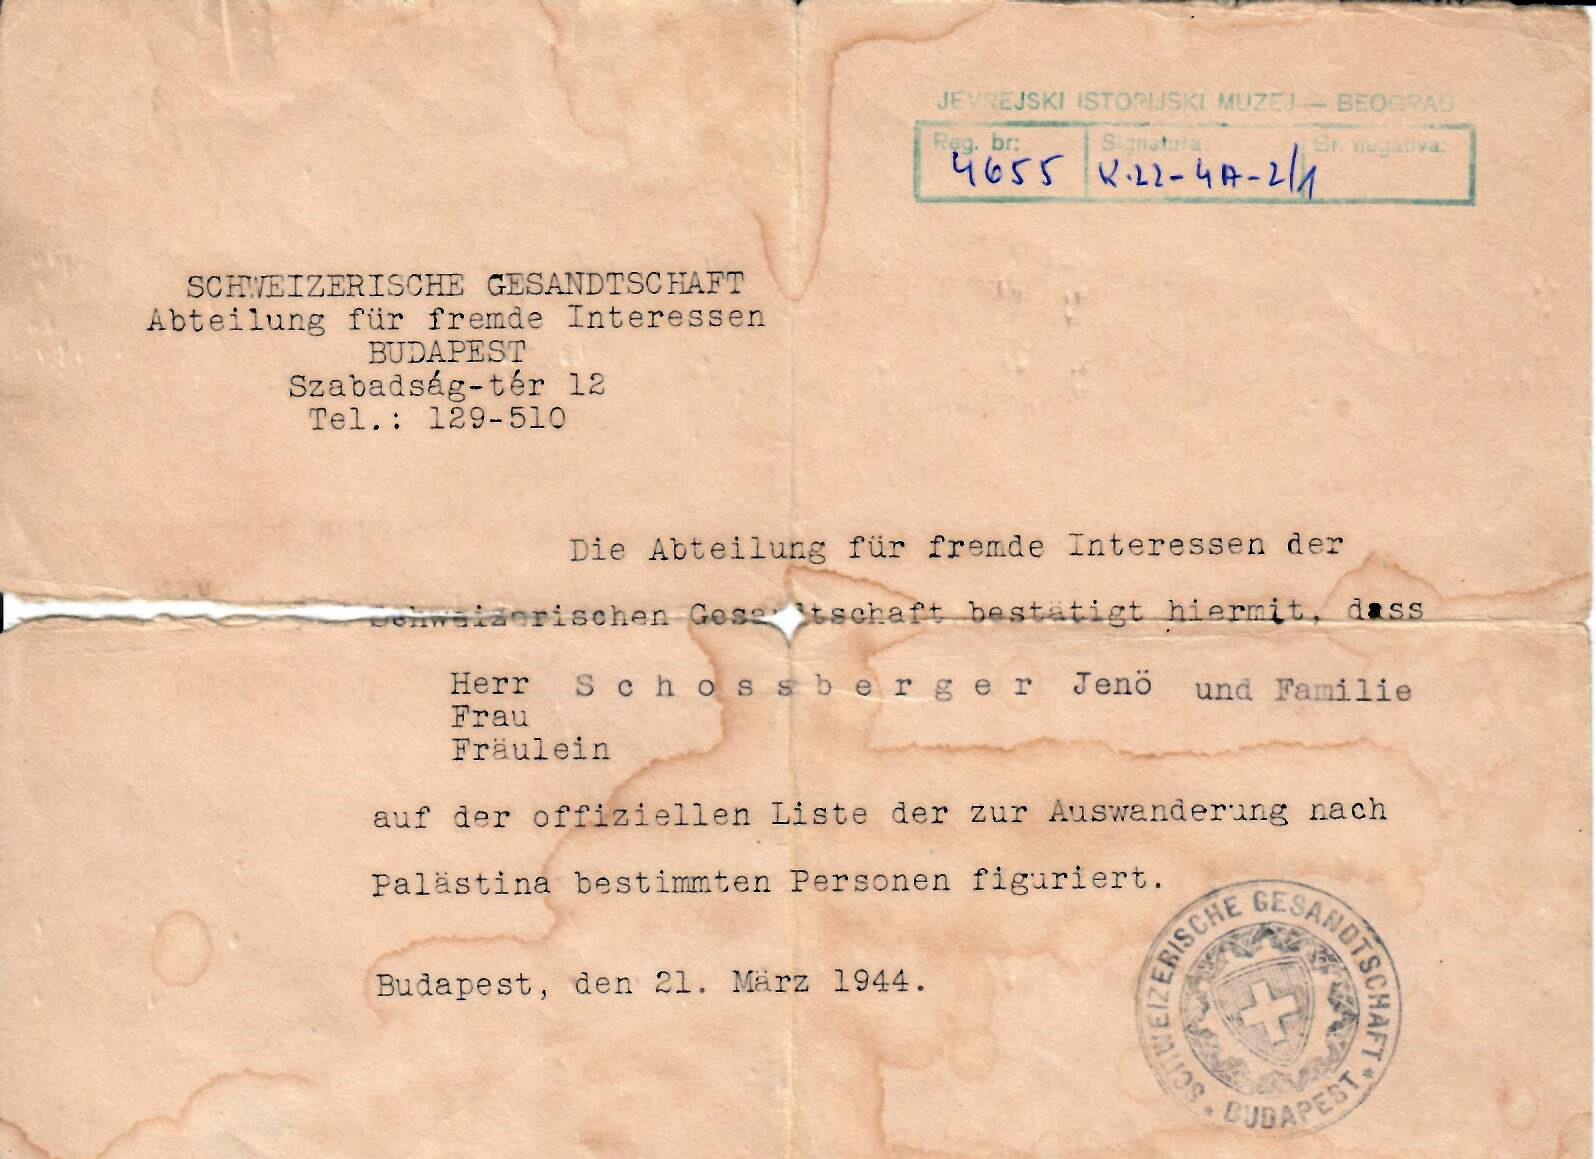 JEVREJSKI ISTORIJSKI MUZEJ — BEOGRAD
Reg. br: Signatura: Br. negativa:
4655 K.22-4A-2/1
SCHWEIZERISCHE GESANDTSCHAFT
Abteilung für fremde Interessen
BUDAPEST
Szabadság-tér 12
Tel.: 129-510
Die Abteilung für fremde Interessen der
Schweizerischen Gesandtschaft bestätigt hiermit, dass
Herr S c h o s s b e r g e r Jenö und Familie
Frau
Fräulein
auf der offiziellen Liste der zur Auswanderung nach
Palästina bestimmten Personen figuriert.
Budapest, den 21. März 1944.
SCHWEIZERISCHE GESANDTSCHAFT
* BUDAPEST *